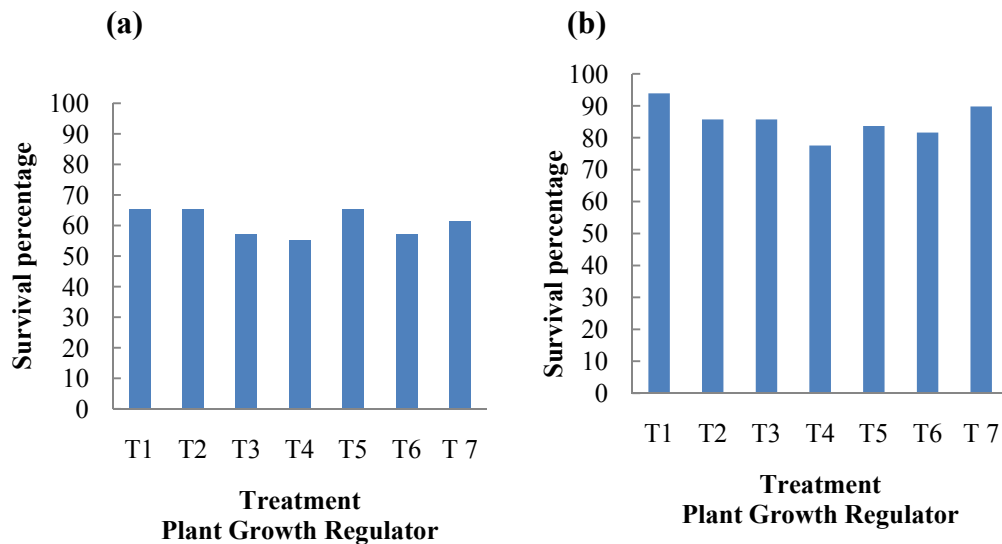 (a)
Survival percentage
100
90
80
70
60
50
40
30
20
10
0
T1 T2 T3 T4 T5 T6 T 7
Treatment
Plant Growth Regulator
(b)
Survival percentage
100
90
80
70
60
50
40
30
20
10
0
T1 T2 T3 T4 T5 T6 T 7
Treatment
Plant Growth Regulator